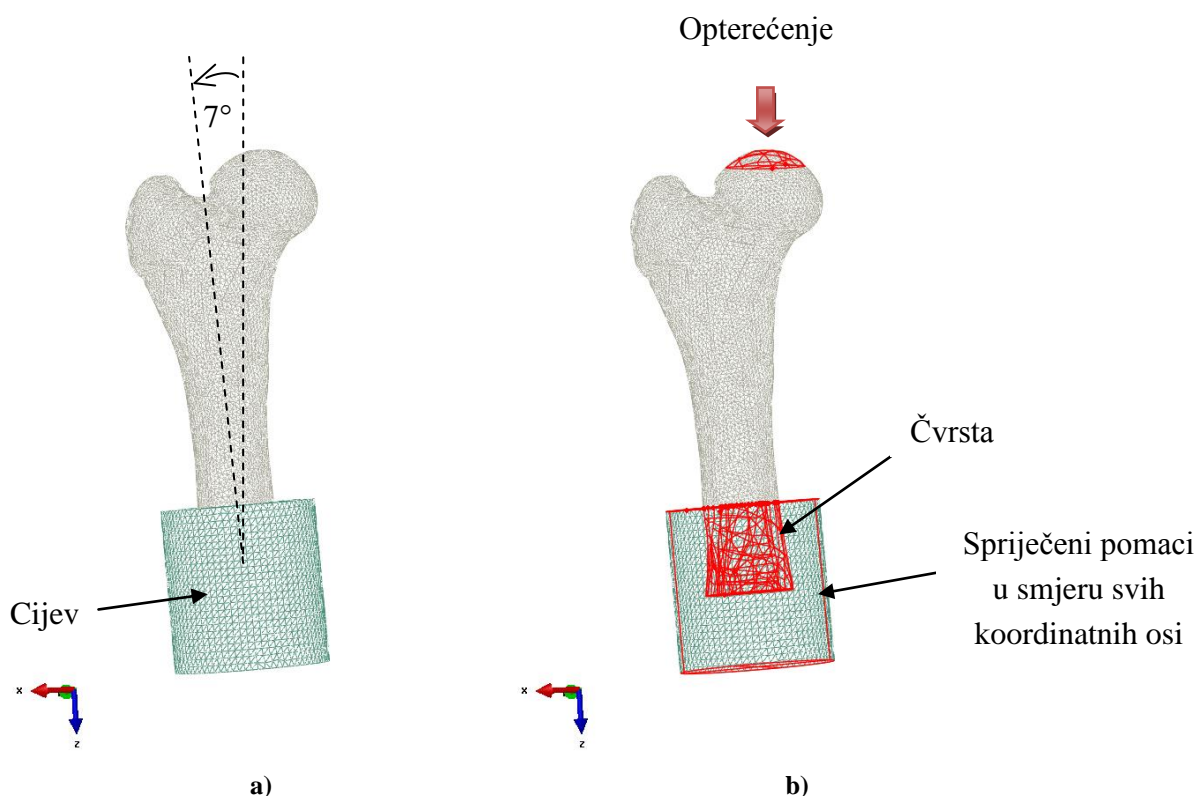 Opterećenje
7°
Čvrsta
Spriječeni pomaci
u smjeru svih
koordinatnih osi
Cijev
x
z
x
z
a)
b)